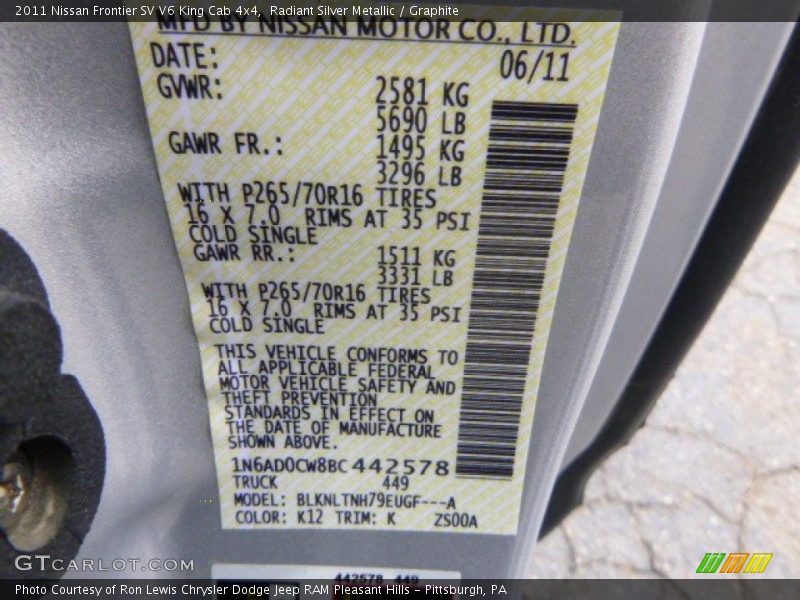 2011 Nissan Frontier SV V6 King Cab 4x4,  Radiant Silver Metallic / Graphite
MFD BY NISSAN MOTOR CO., LTD.
DATE: 06/11
GVWR: 2581 KG
5690 LB
GAWR FR.: 1495 KG
3296 LB
WITH P265/70R16 TIRES
16 X 7.0 RIMS AT 35 PSI
COLD SINGLE
GAWR RR.: 1511 KG
3331 LB
WITH P265/70R16 TIRES
16 X 7.0 RIMS AT 35 PSI
COLD SINGLE
THIS VEHICLE CONFORMS TO
ALL APPLICABLE FEDERAL
MOTOR VEHICLE SAFETY AND
THEFT PREVENTION
STANDARDS IN EFFECT ON
THE DATE OF MANUFACTURE
SHOWN ABOVE.
1N6AD0CW8BC442578
TRUCK 449
MODEL: BLKNLTNH79EUGF---A
COLOR: K12 TRIM: K ZS00A
442578 449
GTCARLOT.COM
Photo Courtesy of Ron Lewis Chrysler Dodge Jeep RAM Pleasant Hills - Pittsburgh, PA